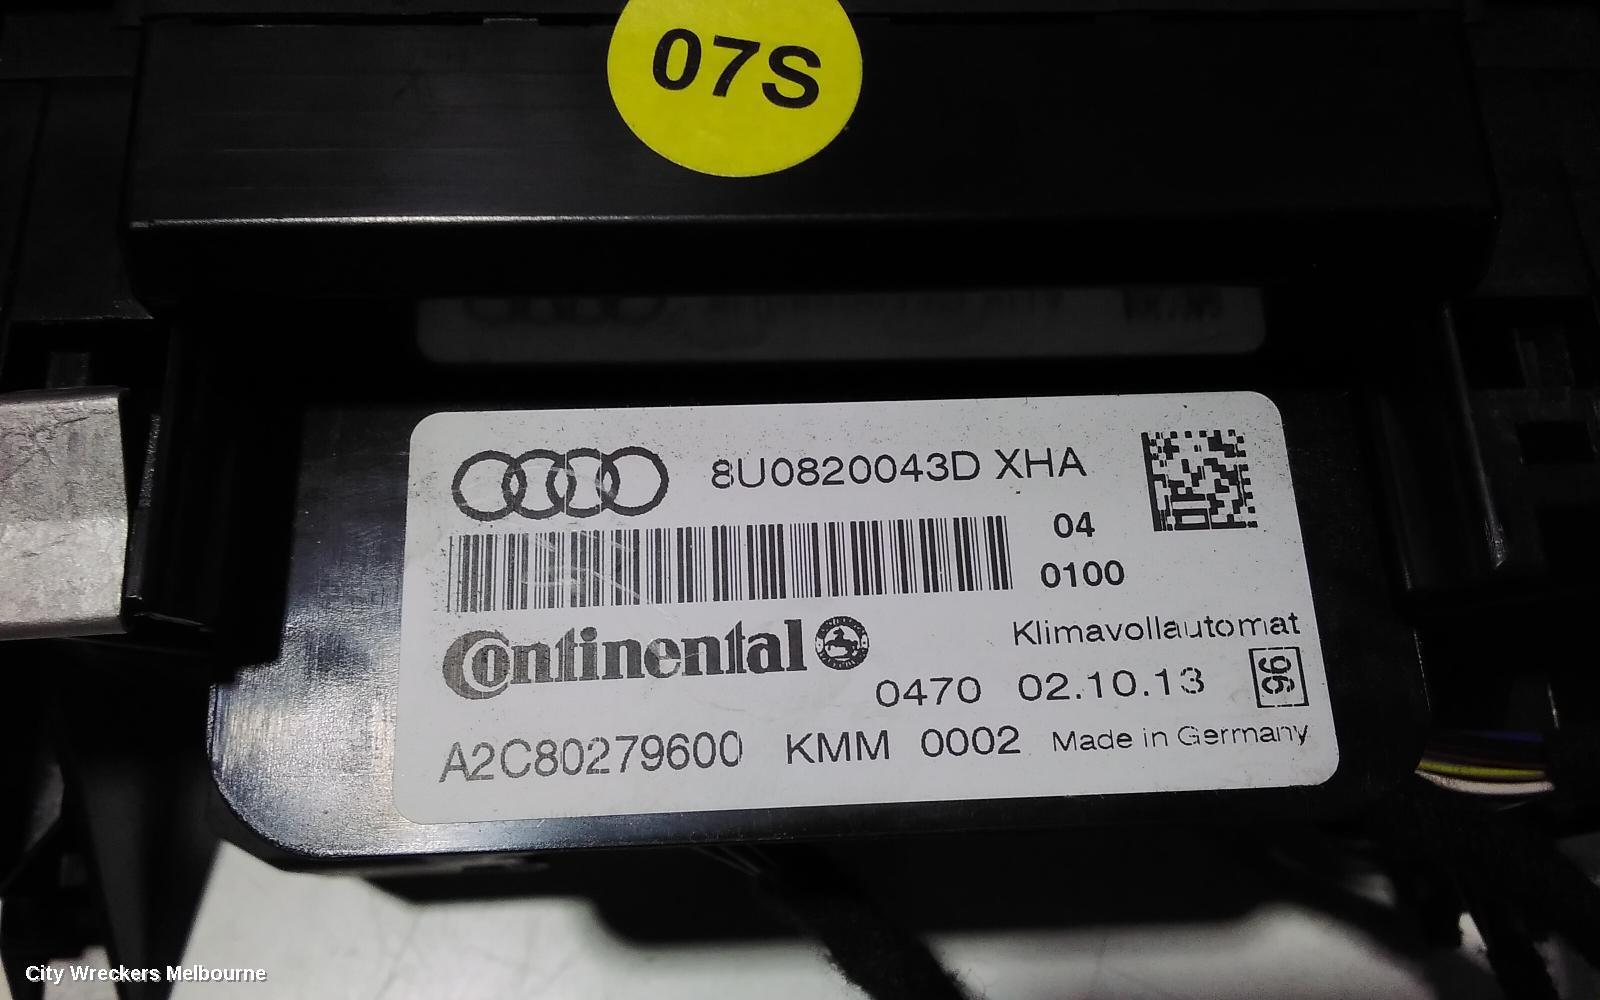 07S
8U0820043D XHA
04
0100
Continental
Klimavollautomat
0470 02.10.13
96
A2C80279600 KMM 0002 Made in Germany
City Wreckers Melbourne